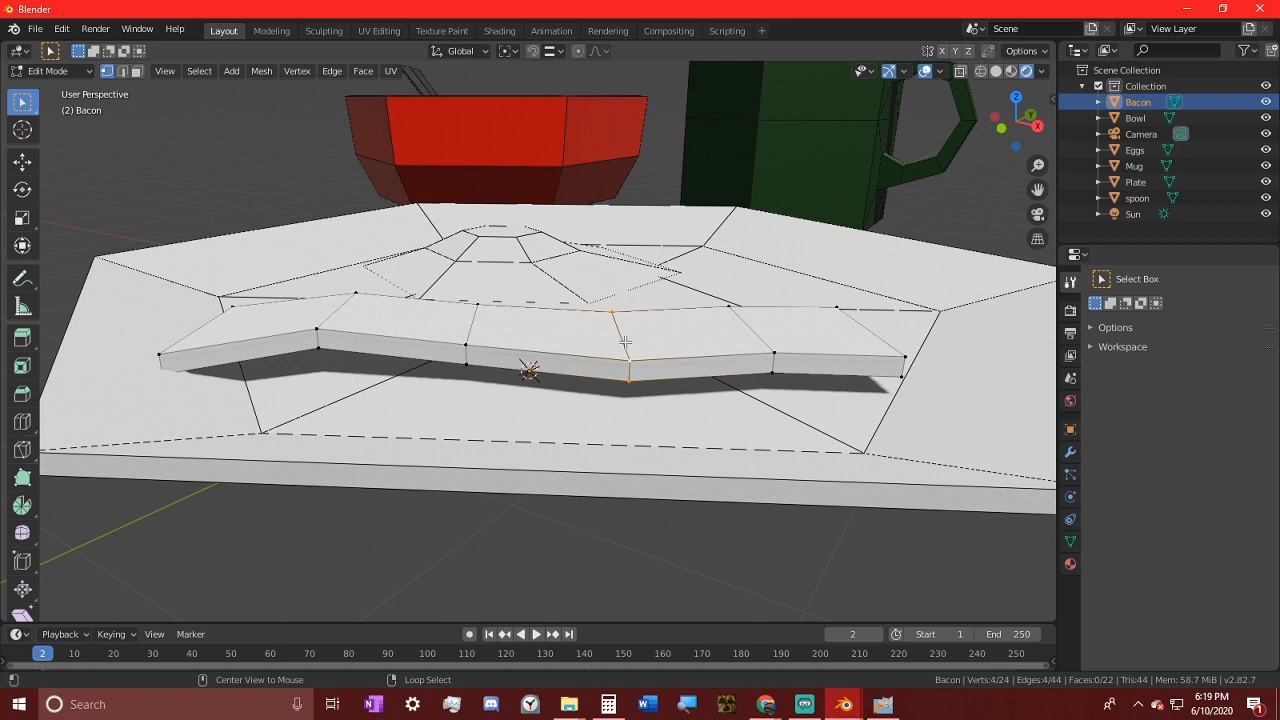 Blender
File Edit Render Window Help Layout Modeling Sculpting UV Editing Texture Paint Shading Animation Rendering Compositing Scripting + Scene View Layer
Global Options
Edit Mode View Select Add Mesh Vertex Edge Face UV X Y Z Options
User Perspective
(2) Bacon
Z
Y
X
Scene Collection
Collection
Bacon
Bowl
Camera
Eggs
Mug
Plate
spoon
Sun
Select Box
Options
Workspace
Playback Keying View Marker 2 Start 1 End 250
2 10 20 30 40 50 60 70 80 90 100 110 120 130 140 150 160 170 180 190 200 210 220 230 240 250
Center View to Mouse Loop Select Bacon | Verts:4/24 | Edges:4/44 | Faces:0/22 | Tris:44 | Mem: 58.7 MiB | v2.82.7
Search 6:19 PM
6/10/2020